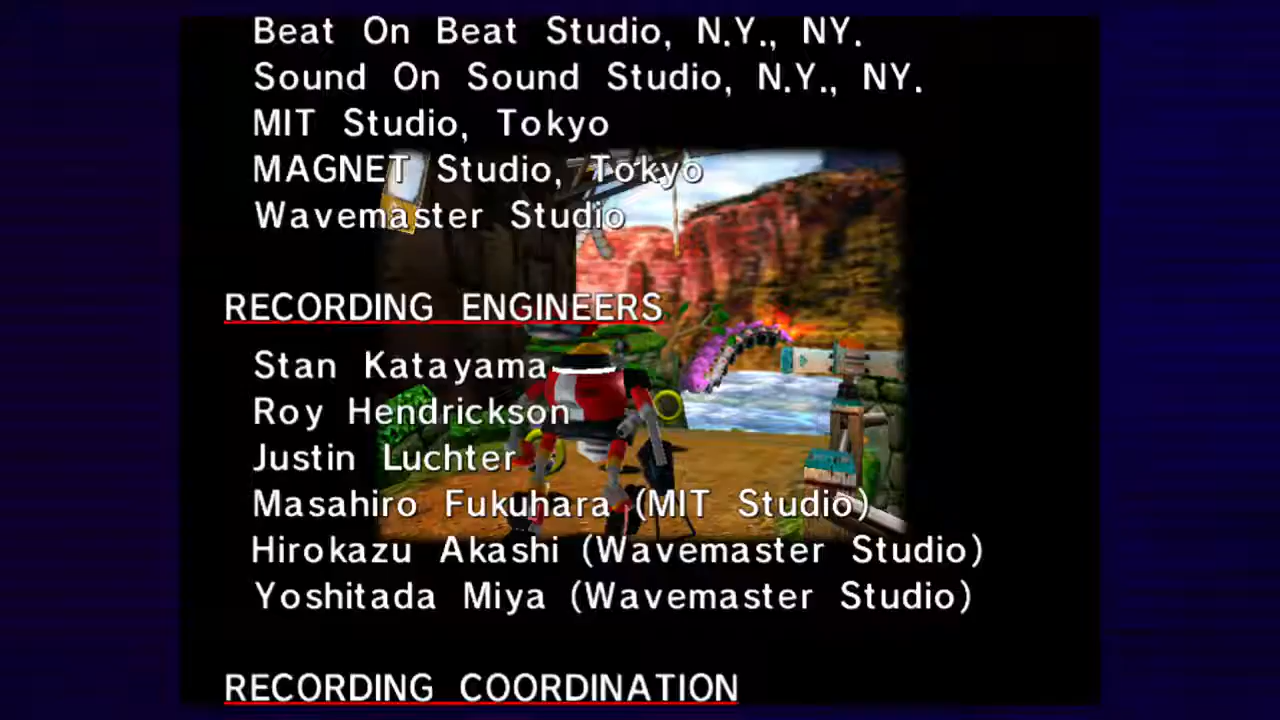 Beat On Beat Studio, N.Y., NY.
Sound On Sound Studio, N.Y., NY.
MIT Studio, Tokyo
MAGNET Studio, Tokyo
Wavemaster Studio
RECORDING ENGINEERS
Stan Katayama
Roy Hendrickson
Justin Luchter
Masahiro Fukuhara (MIT Studio)
Hirokazu Akashi (Wavemaster Studio)
Yoshitada Miya (Wavemaster Studio)
RECORDING COORDINATION